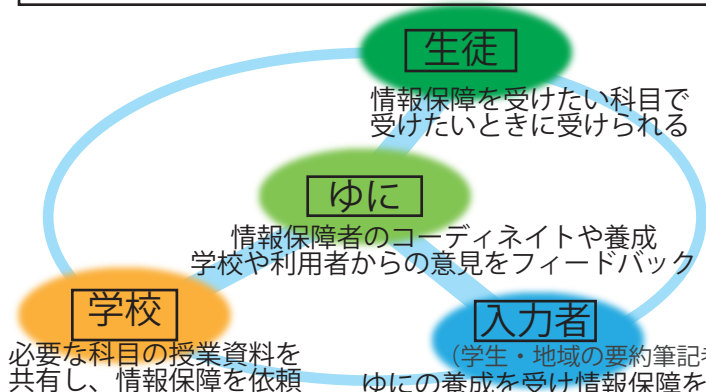 生徒
情報保障を受けたい科目で
受けたいときに受けられる
ゆに
情報保障者のコーディネイトや養成
学校や利用者からの意見をフィードバック
学校
必要な科目の授業資料を
共有し、情報保障を依頼
入力者
（学生・地域の要約筆記者
ゆにの養成を受け情報保障を